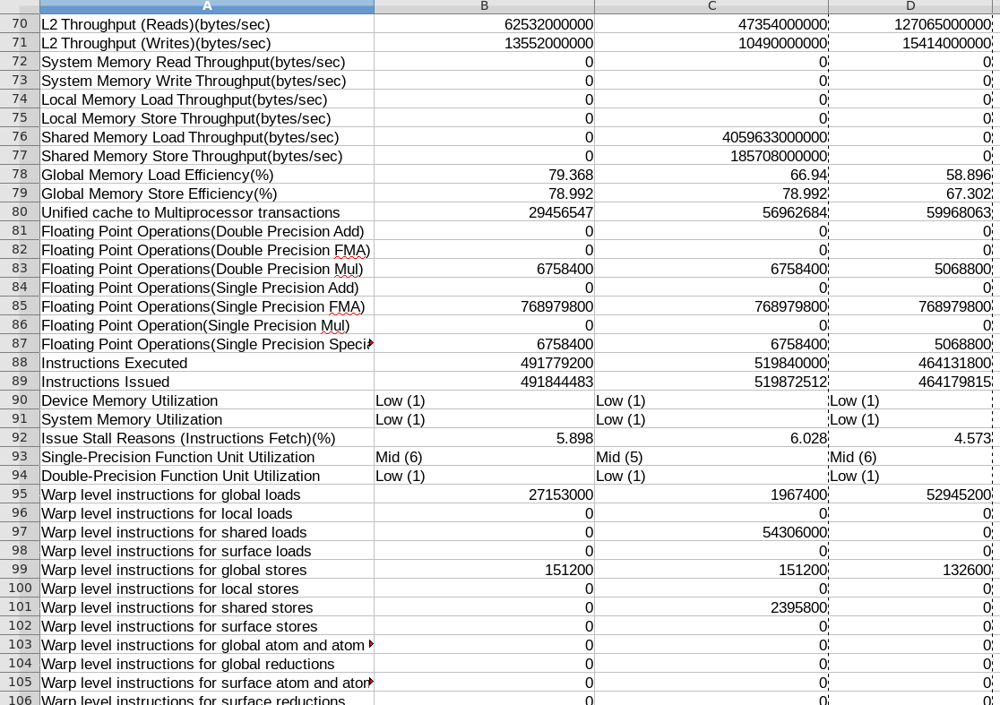 A B C D
70 L2 Throughput (Reads)(bytes/sec) 62532000000 47354000000 127065000000
71 L2 Throughput (Writes)(bytes/sec) 13552000000 10490000000 15414000000
72 System Memory Read Throughput(bytes/sec) 0 0 0
73 System Memory Write Throughput(bytes/sec) 0 0 0
74 Local Memory Load Throughput(bytes/sec) 0 0 0
75 Local Memory Store Throughput(bytes/sec) 0 0 0
76 Shared Memory Load Throughput(bytes/sec) 0 4059633000000 0
77 Shared Memory Store Throughput(bytes/sec) 0 185708000000 0
78 Global Memory Load Efficiency(%) 79.368 66.94 58.896
79 Global Memory Store Efficiency(%) 78.992 78.992 67.302
80 Unified cache to Multiprocessor transactions 29456547 56962684 59968063
81 Floating Point Operations(Double Precision Add) 0 0 0
82 Floating Point Operations(Double Precision FMA) 0 0 0
83 Floating Point Operations(Double Precision Mul) 6758400 6758400 5068800
84 Floating Point Operations(Single Precision Add) 0 0 0
85 Floating Point Operations(Single Precision FMA) 768979800 768979800 768979800
86 Floating Point Operation(Single Precision Mul) 0 0 0
87 Floating Point Operations(Single Precision Specia 6758400 6758400 5068800
88 Instructions Executed 491779200 519840000 464131800
89 Instructions Issued 491844483 519872512 464179815
90 Device Memory Utilization Low (1) Low (1) Low (1)
91 System Memory Utilization Low (1) Low (1) Low (1)
92 Issue Stall Reasons (Instructions Fetch)(%) 5.898 6.028 4.573
93 Single-Precision Function Unit Utilization Mid (6) Mid (5) Mid (6)
94 Double-Precision Function Unit Utilization Low (1) Low (1) Low (1)
95 Warp level instructions for global loads 27153000 1967400 52945200
96 Warp level instructions for local loads 0 0 0
97 Warp level instructions for shared loads 0 54306000 0
98 Warp level instructions for surface loads 0 0 0
99 Warp level instructions for global stores 151200 151200 132600
100 Warp level instructions for local stores 0 0 0
101 Warp level instructions for shared stores 0 2395800 0
102 Warp level instructions for surface stores 0 0 0
103 Warp level instructions for global atom and atom 0 0 0
104 Warp level instructions for global reductions 0 0 0
105 Warp level instructions for surface atom and atom 0 0 0
106 Warp level instructions for surface reductions 0 0 0